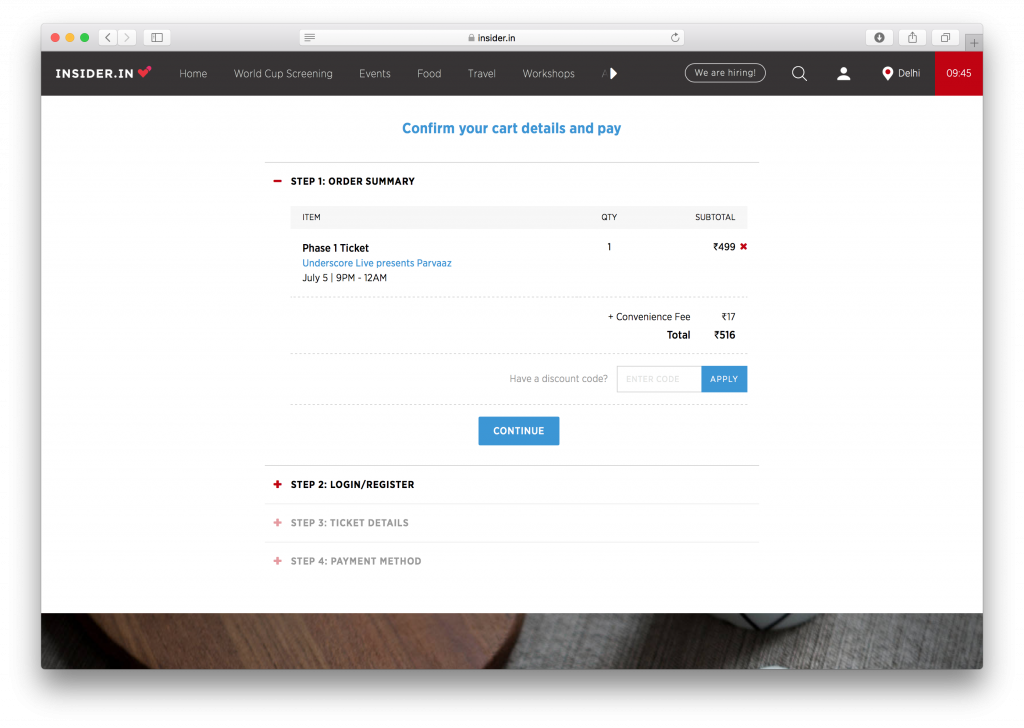 insider.in
INSIDER.IN
Home World Cup Screening Events Food Travel Workshops We are hiring! Delhi 09:45
Confirm your cart details and pay
STEP 1: ORDER SUMMARY
ITEM QTY SUBTOTAL
Phase 1 Ticket 1 ₹499
Underscore Live presents Parvaaz
July 5 | 9PM - 12AM
+ Convenience Fee ₹17
Total ₹516
Have a discount code? ENTER CODE APPLY
CONTINUE
STEP 2: LOGIN/REGISTER
STEP 3: TICKET DETAILS
STEP 4: PAYMENT METHOD